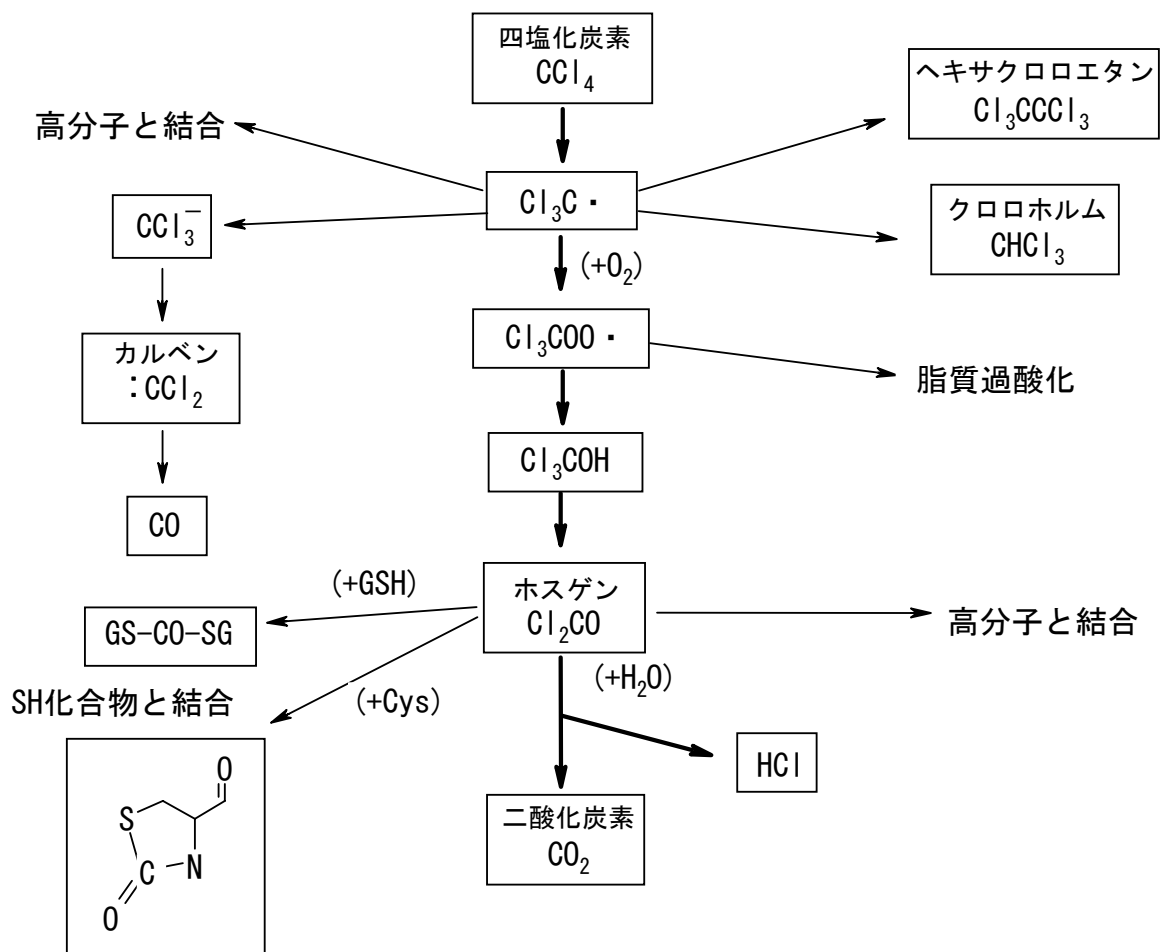 四塩化炭素
CCl₄
ヘキサクロロエタン
Cl₃CCCl₃
高分子と結合
Cl₃C・
CCl₃⁻
クロロホルム
CHCl₃
(+O₂)
カルベン
:CCl₂
Cl₃COO・
脂質過酸化
Cl₃COH
CO
(+GSH)
ホスゲン
Cl₂CO
GS-CO-SG
高分子と結合
SH化合物と結合
(+Cys)
(+H₂O)
HCl
二酸化炭素
CO₂
O
S
C
N
O